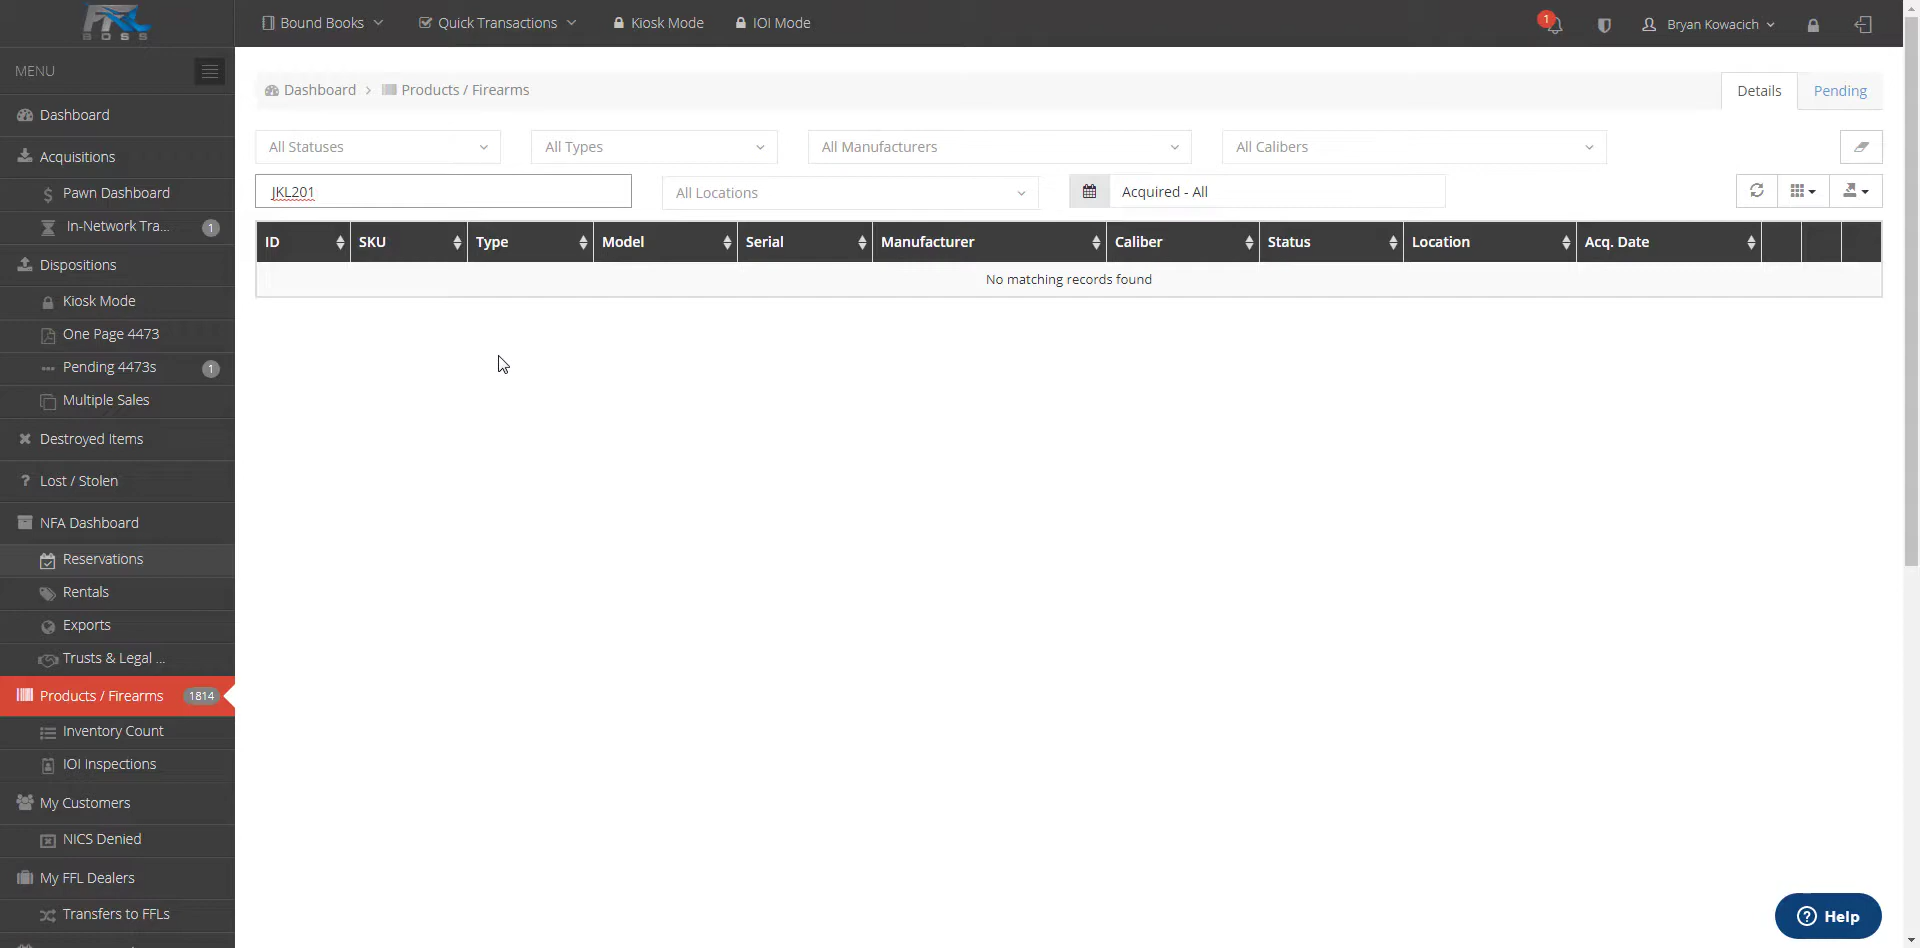 FFL
BOSS
Bound Books
Quick Transactions
Kiosk Mode
IOI Mode
1
Bryan Kowacich
MENU
Dashboard
Acquisitions
Pawn Dashboard
In-Network Tra...
1
Dispositions
Kiosk Mode
One Page 4473
Pending 4473s
1
Multiple Sales
Destroyed Items
Lost / Stolen
NFA Dashboard
Reservations
Rentals
Exports
Trusts & Legal ...
Products / Firearms
1814
Inventory Count
IOI Inspections
My Customers
NICS Denied
My FFL Dealers
Transfers to FFLs
Dashboard > Products / Firearms
Details
Pending
All Statuses
All Types
All Manufacturers
All Calibers
JKL201
All Locations
Acquired - All
ID SKU Type Model Serial Manufacturer Caliber Status Location Acq. Date
No matching records found
Help